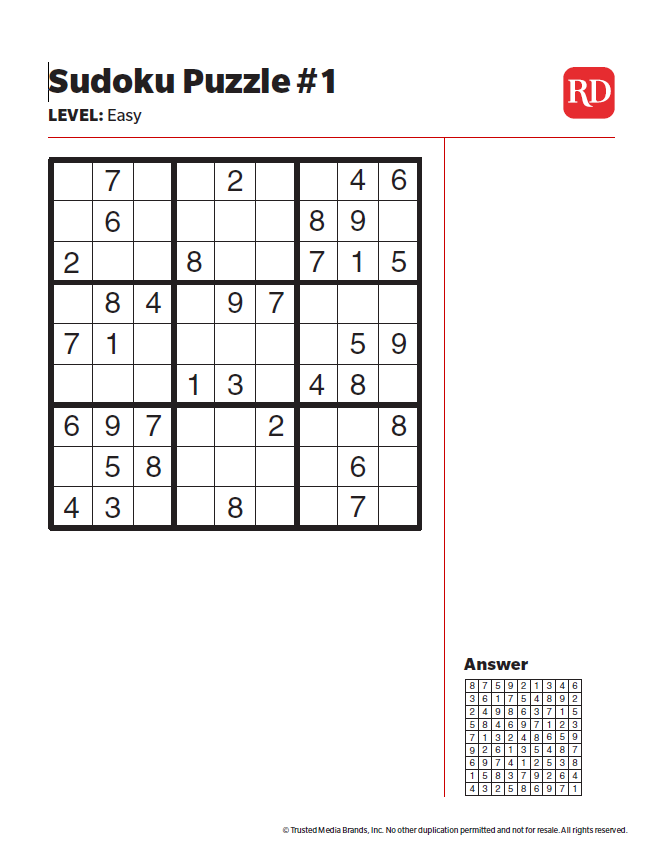 Sudoku Puzzle #1
RD
LEVEL: Easy
7 2 4 6
6 8 9
2 8 7 1 5
8 4 9 7
7 1 5 9
1 3 4 8
6 9 7 2 8
5 8 6
4 3 8 7
Answer
8 7 5 9 2 1 3 4 6
3 6 1 7 5 4 8 9 2
2 4 9 8 6 3 7 1 5
5 8 4 6 9 7 1 2 3
7 1 3 2 4 8 6 5 9
9 2 6 1 3 5 4 8 7
6 9 7 4 1 2 5 3 8
1 5 8 3 7 9 2 6 4
4 3 2 5 8 6 9 7 1
© Trusted Media Brands, Inc. No other duplication permitted and not for resale. All rights reserved.